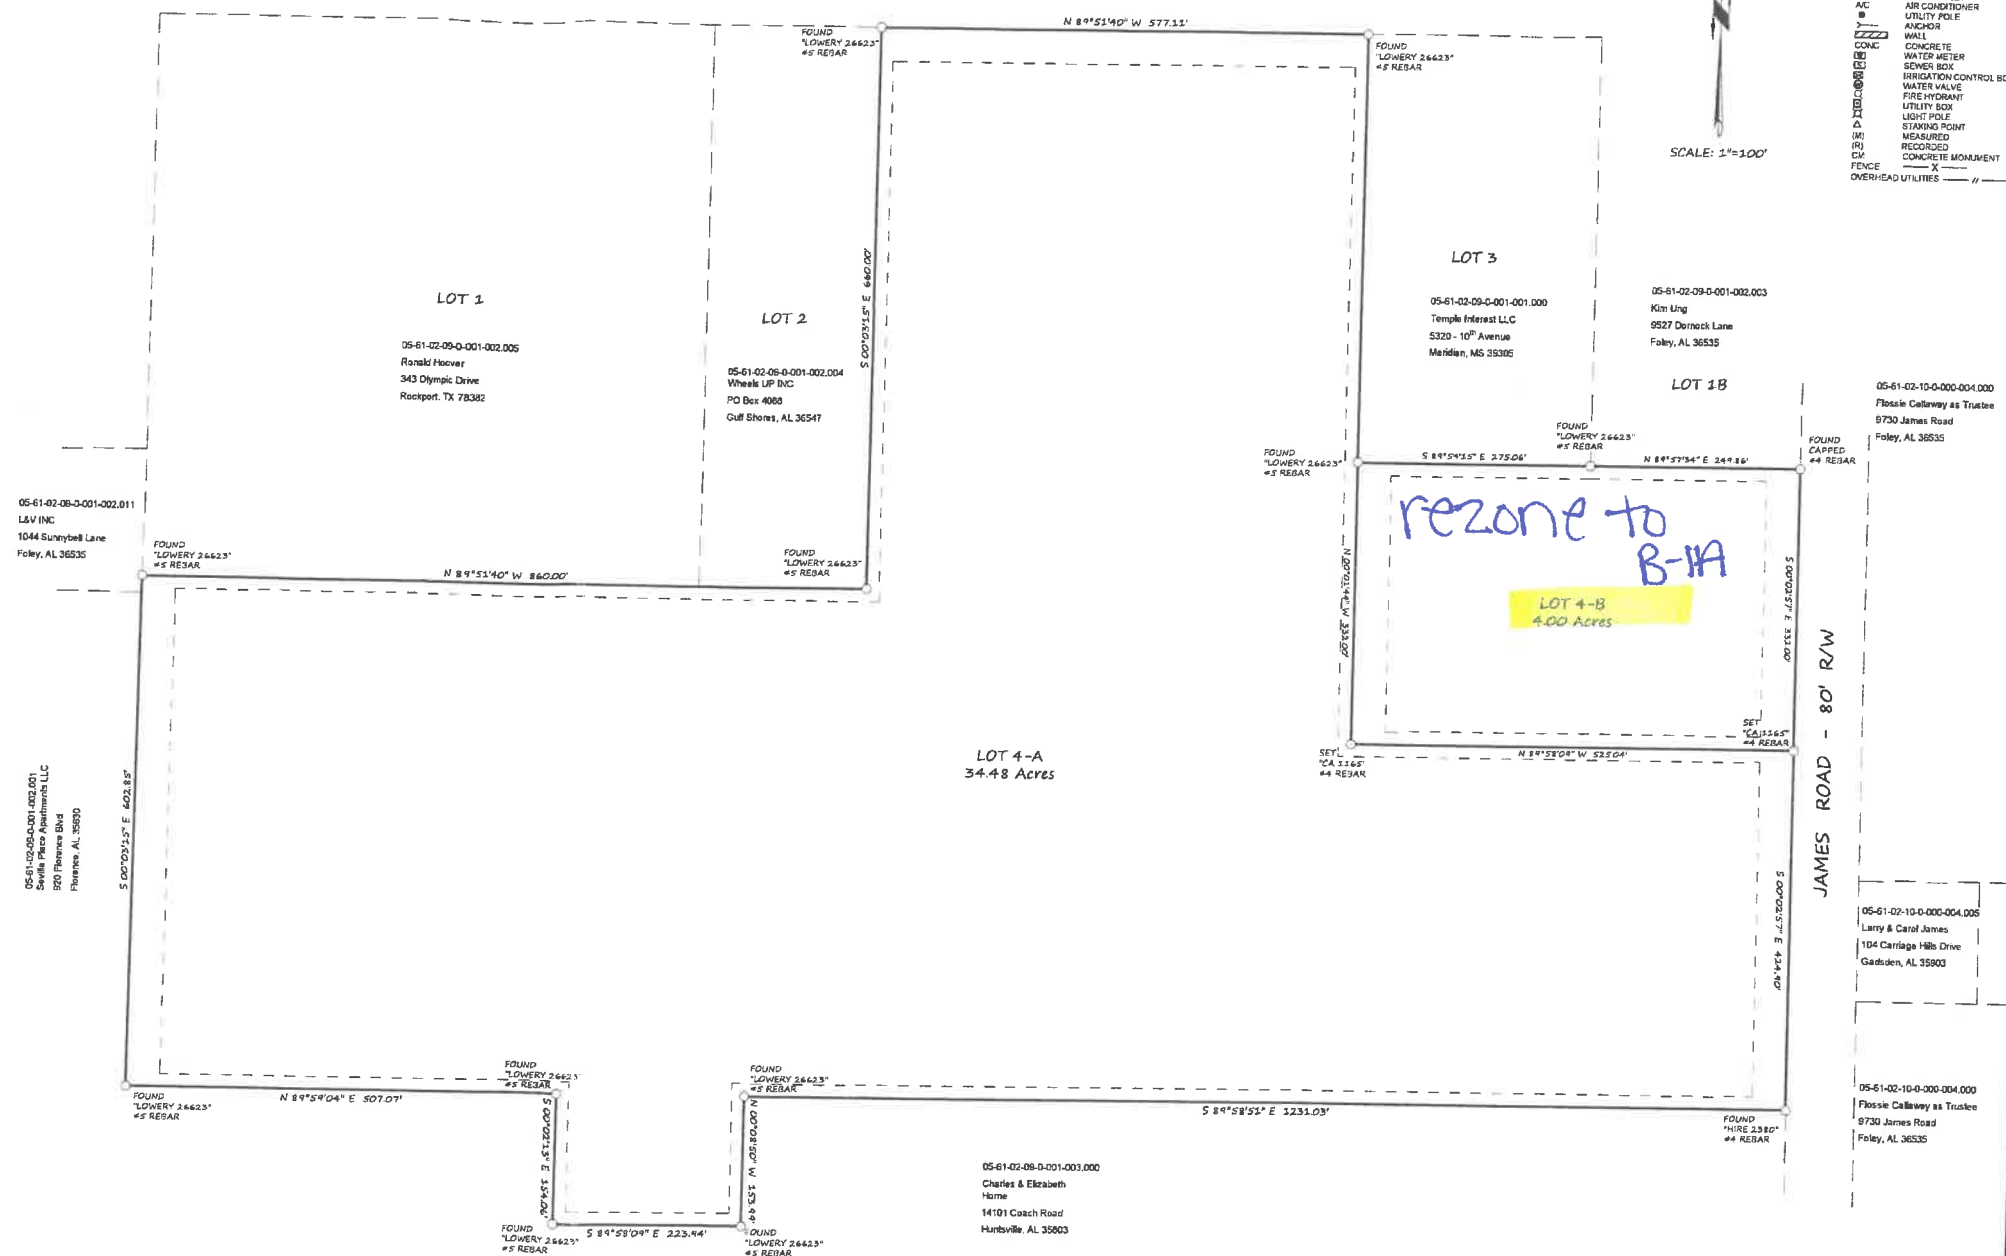 N 89°51'40" W 577.11'
FOUND
"LOWERY 26623"
#5 REBAR
FOUND
"LOWERY 26623"
#5 REBAR
A/C AIR CONDITIONER
UTILITY POLE
ANCHOR
WALL
CONC CONCRETE
WATER METER
SEWER BOX
IRRIGATION CONTROL BO
WATER VALVE
FIRE HYDRANT
UTILITY BOX
LIGHT POLE
STAKING POINT
(M) MEASURED
(R) RECORDED
CM CONCRETE MONUMENT
FENCE —— X ——
OVERHEAD UTILITIES —— // ——
SCALE: 1"=100'
LOT 1
05-61-02-09-0-001-002.005
Ronald Hoover
343 Olympic Drive
Rockport, TX 78382
LOT 2
05-61-02-09-0-001-002.004
Wheels UP INC
PO Box 4088
Gulf Shores, AL 36547
S 00°03'15" E 660.00'
LOT 3
05-61-02-09-0-001-001.000
Temple Interest LLC
5320 - 10th Avenue
Meridian, MS 39305
05-61-02-09-0-001-002.003
Kim Ung
9527 Dornock Lane
Foley, AL 36535
LOT 1B
05-61-02-10-0-000-004.000
Flossie Callaway as Trustee
9730 James Road
Foley, AL 36535
FOUND
"LOWERY 26623"
#5 REBAR
FOUND
"LOWERY 26623"
#5 REBAR
FOUND
CAPPED
#4 REBAR
S 89°54'15" E 275.06'
N 89°57'34" E 249.86'
05-61-02-09-0-001-002.011
L&V INC
1044 Sunnybell Lane
Foley, AL 36535
FOUND
"LOWERY 26623"
#5 REBAR
N 89°51'40" W 860.00'
FOUND
"LOWERY 26623"
#5 REBAR
rezone to
B-1A
LOT 4-B
4.00 Acres
N 00°01'44" W 332.00'
S 00°02'57" E 332.00'
JAMES ROAD - 80' R/W
SET
"CA 1165"
#4 REBAR
SET
"CA 1165"
#4 REBAR
N 89°58'09" W 525.04'
LOT 4-A
34.48 Acres
05-61-02-09-0-001-002.001
Seville Place Apartments LLC
920 Florence Blvd
Florence, AL 35630
S 00°03'15" E 602.85'
S 00°02'57" E 424.40'
05-61-02-10-0-000-004.005
Larry & Carol James
104 Carriage Hills Drive
Gadsden, AL 35903
FOUND
"LOWERY 26623"
#5 REBAR
N 89°59'04" E 507.07'
FOUND
"LOWERY 26623"
#5 REBAR
FOUND
"LOWERY 26623"
#5 REBAR
S 89°58'51" E 1231.03'
FOUND
"HIRE 2380"
#4 REBAR
05-61-02-10-0-000-004.000
Flossie Callaway as Trustee
9730 James Road
Foley, AL 36535
S 00°02'13" E 154.06'
N 00°08'50" W 153.44'
05-61-02-09-0-001-003.000
Charles & Elizabeth
Horne
14101 Coach Road
Huntsville, AL 35803
FOUND
"LOWERY 26623"
#5 REBAR
S 89°58'09" E 223.44'
FOUND
"LOWERY 26623"
#5 REBAR